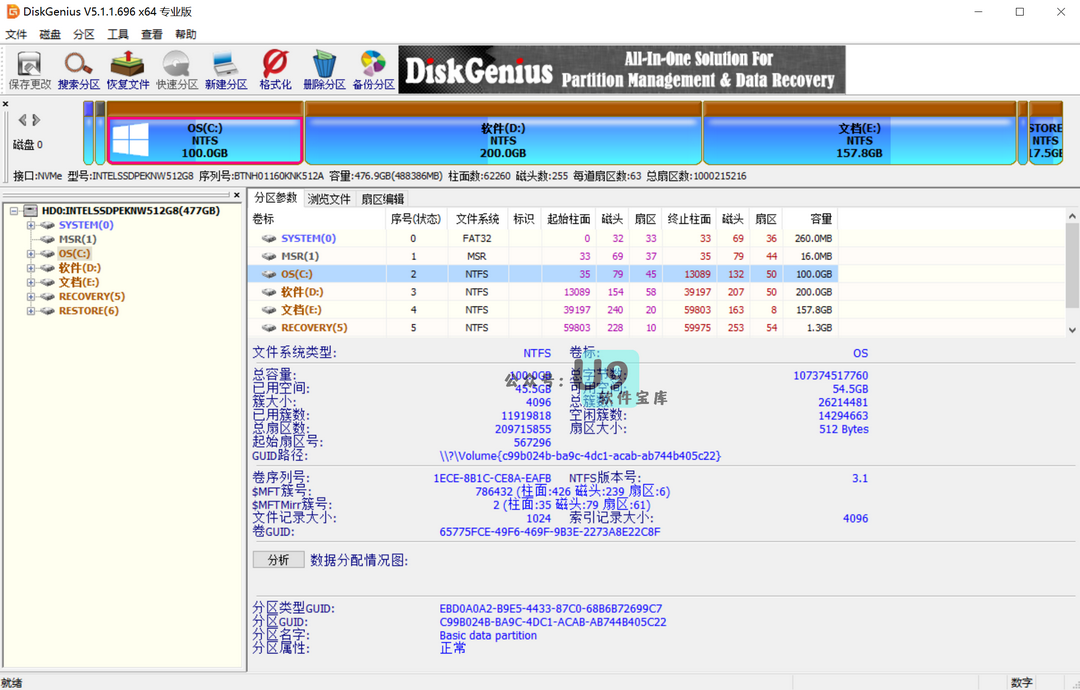 DiskGenius V5.1.1.696 x64 专业版
文件 磁盘 分区 工具 查看 帮助
保存更改 搜索分区 恢复文件 快速分区 新建分区 格式化 删除分区 备份分区
DiskGenius All-In-One Solution For
Partition Management & Data Recovery
磁盘 0
OS(C:)
NTFS
100.0GB
软件(D:)
NTFS
200.0GB
文档(E:)
NTFS
157.8GB
STORE
NTFS
17.5GE
接口:NVMe 型号:INTELSSDPEKNW512G8 序列号:BTNH01160KNK512A 容量:476.9GB(488386MB) 柱面数:62260 磁头数:255 每道扇区数:63 总扇区数:1000215216
HD0:INTELSSDPEKNW512G8(477GB)
SYSTEM(0)
MSR(1)
OS(C:)
软件(D:)
文档(E:)
RECOVERY(5)
RESTORE(6)
分区参数 浏览文件 扇区编辑
卷标 序号(状态) 文件系统 标识 起始柱面 磁头 扇区 终止柱面 磁头 扇区 容量
SYSTEM(0) 0 FAT32 0 32 33 33 69 36 260.0MB
MSR(1) 1 MSR 33 69 37 35 79 44 16.0MB
OS(C:) 2 NTFS 35 79 45 13089 132 50 100.0GB
软件(D:) 3 NTFS 13089 154 58 39197 207 50 200.0GB
文档(E:) 4 NTFS 39197 240 20 59803 163 8 157.8GB
RECOVERY(5) 5 NTFS 59803 228 10 59975 253 54 1.3GB
文件系统类型: NTFS 卷标: OS
总容量: 100.0GB 总字节数: 107374517760
已用空间: 45.5GB 可用空间: 54.5GB
簇大小: 4096 总簇数: 26214481
已用簇数: 11919818 空闲簇数: 14294663
总扇区数: 209715855 扇区大小: 512 Bytes
起始扇区号: 567296
GUID路径: \\?\Volume{c99b024b-ba9c-4dc1-acab-ab744b405c22}
公众号: U9
软件宝库
卷序列号: 1ECE-8B1C-CE8A-EAFB NTFS版本号: 3.1
$MFT簇号: 786432 (柱面:426 磁头:239 扇区:6)
$MFTMirr簇号: 2 (柱面:35 磁头:79 扇区:61)
文件记录大小: 1024 索引记录大小: 4096
卷GUID: 65775FCE-49F6-469F-9B3E-2273A8E22C8F
分析 数据分配情况图:
分区类型GUID: EBD0A0A2-B9E5-4433-87C0-68B6B72699C7
分区GUID: C99B024B-BA9C-4DC1-ACAB-AB744B405C22
分区名字: Basic data partition
分区属性: 正常
就绪 数字